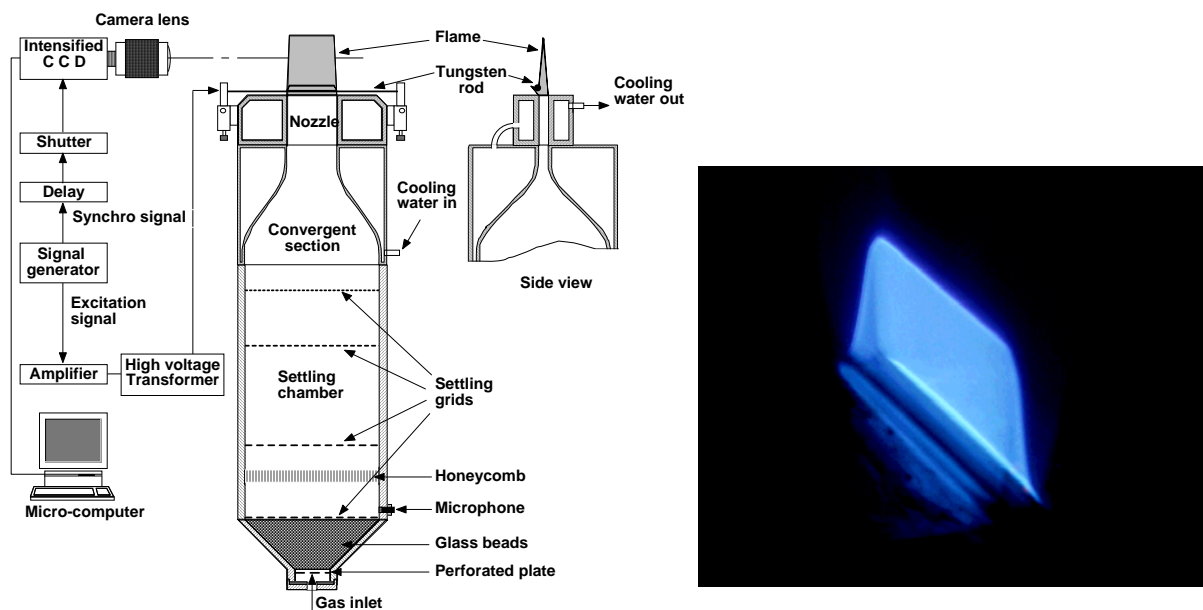 Camera lens
Intensified
C C D
Flame
Tungsten
rod
Cooling
water out
Nozzle
Shutter
Delay
Synchro signal
Cooling
water in
Convergent
section
Signal
generator
Side view
Excitation
signal
High voltage
Transformer
Amplifier
Settling
chamber
Settling
grids
Honeycomb
Micro-computer
Microphone
Glass beads
Perforated plate
Gas inlet